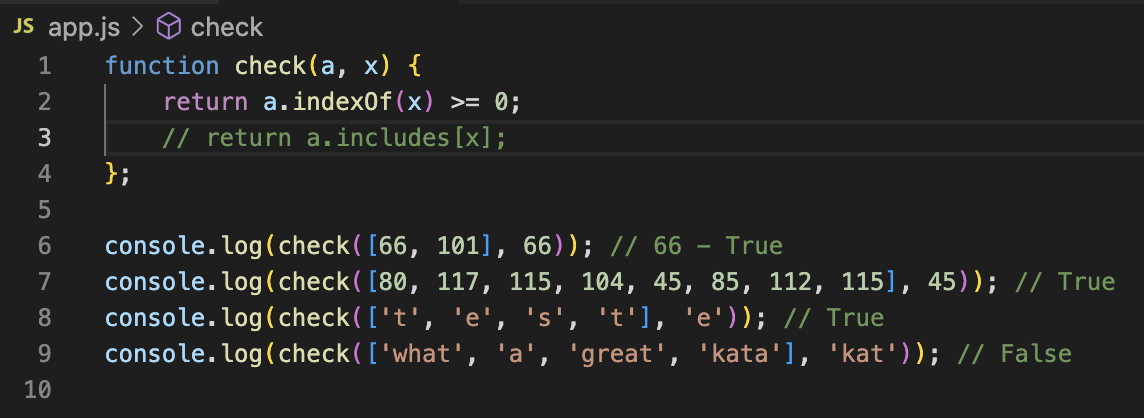 JS app.js > check
1 function check(a, x) {
2 return a.indexOf(x) >= 0;
3 // return a.includes[x];
4 };
5
6 console.log(check([66, 101], 66)); // 66 – True
7 console.log(check([80, 117, 115, 104, 45, 85, 112, 115], 45)); // True
8 console.log(check(['t', 'e', 's', 't'], 'e')); // True
9 console.log(check(['what', 'a', 'great', 'kata'], 'kat')); // False
10